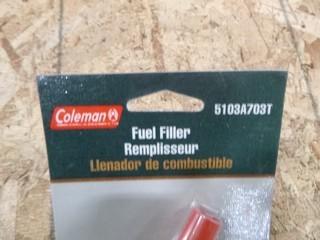 Coleman
5103A703T
Fuel Filler
Remplisseur
Llenador de combustible